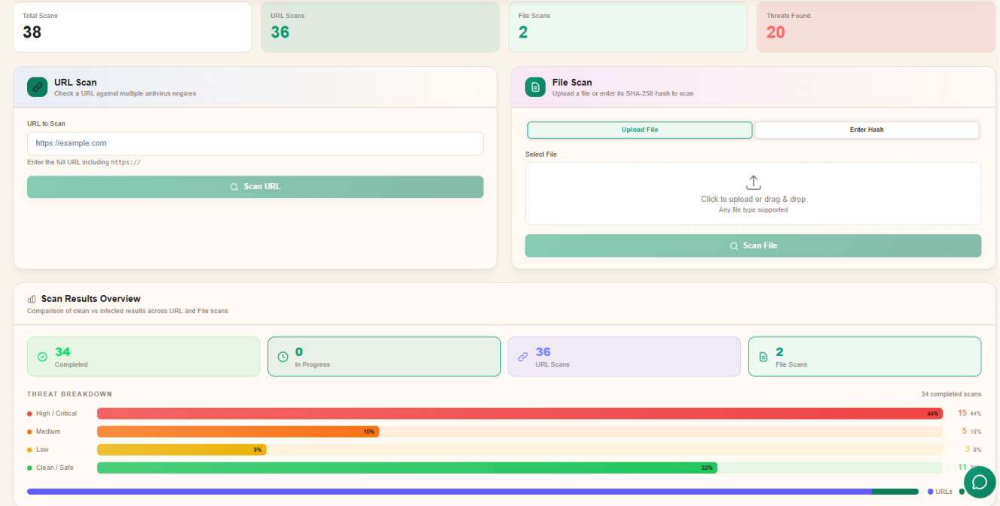 Total Scans
38
URL Scans
36
File Scans
2
Threats Found
20
URL Scan
Check a URL against multiple antivirus engines
URL to Scan
https://example.com
Enter the full URL including https://
Scan URL
File Scan
Upload a file or enter its SHA-256 hash to scan
Upload File
Enter Hash
Select File
Click to upload or drag & drop
Any file type supported
Scan File
Scan Results Overview
Comparison of clean vs infected results across URL and File scans
34
Completed
0
In Progress
36
URL Scans
2
File Scans
THREAT BREAKDOWN
34 completed scans
High / Critical 44% 15 44%
Medium 15% 5 15%
Low 9% 3 9%
Clean / Safe 32% 11
URLs